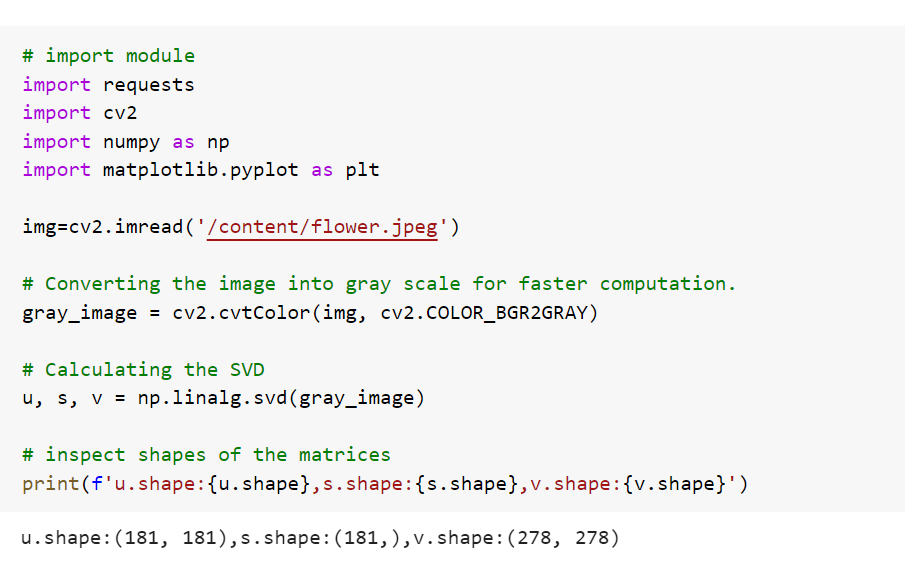 # import module
import requests
import cv2
import numpy as np
import matplotlib.pyplot as plt
img=cv2.imread('/content/flower.jpeg')
# Converting the image into gray scale for faster computation.
gray_image = cv2.cvtColor(img, cv2.COLOR_BGR2GRAY)
# Calculating the SVD
u, s, v = np.linalg.svd(gray_image)
# inspect shapes of the matrices
print(f'u.shape:{u.shape},s.shape:{s.shape},v.shape:{v.shape}')
u.shape:(181, 181),s.shape:(181,),v.shape:(278, 278)